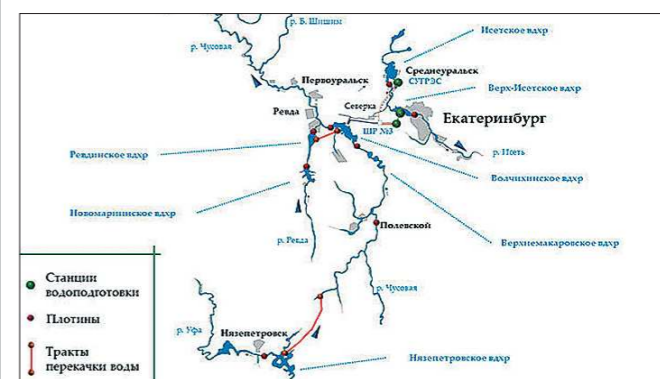 р. Б. Шишим
р. Чусовая
Исетское вдхр
Среднеуральск
СУГРЭС
Первоуральск
Верх-Исетское вдхр
Ревда
Северка
Екатеринбург
ШР №3
р. Исеть
Ревдинское вдхр
Волчихинское вдхр
Новомариинское вдхр
Полевской
р. Ревда
Верхнемакаровское вдхр
Станции
водоподготовки
р. Чусовая
Плотины
р. Уфа
Нязепетровск
Тракты
перекачки воды
Нязепетровское вдхр